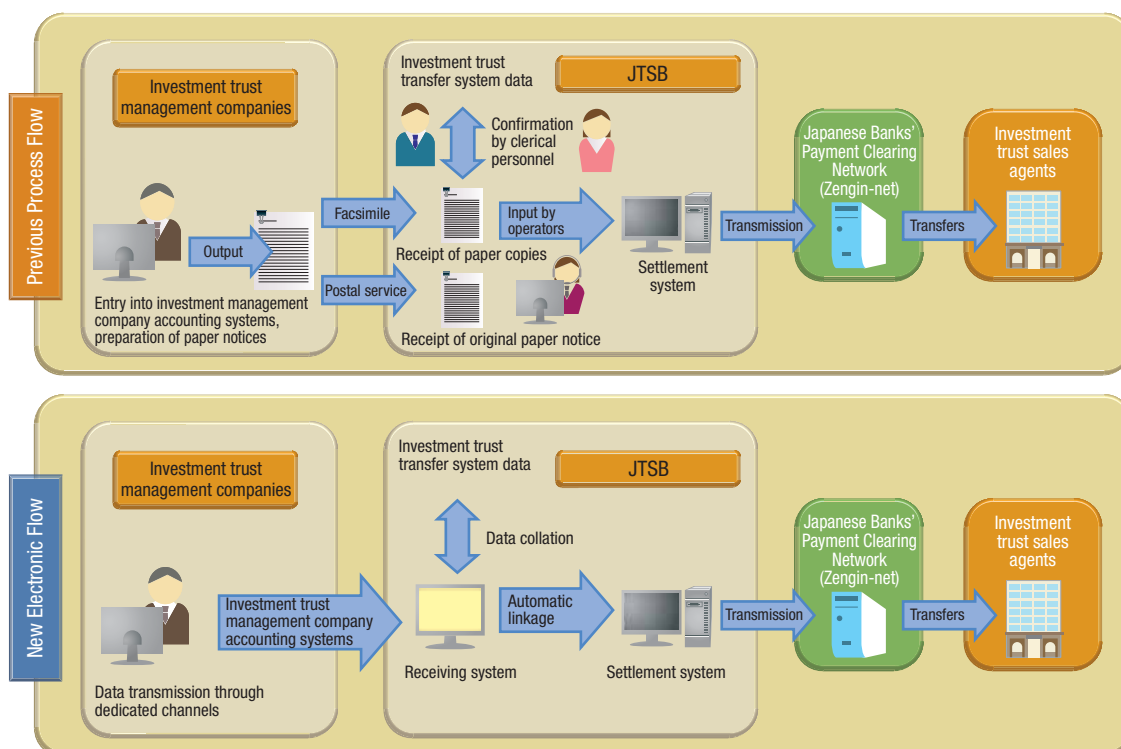 Previous Process Flow
Investment trust
management companies
Output
Entry into investment management
company accounting systems,
preparation of paper notices
Facsimile
Postal service
Investment trust
transfer system data
JTSB
Confirmation
by clerical
personnel
Receipt of paper copies
Input by
operators
Receipt of original paper notice
Settlement
system
Transmission
Japanese Banks’
Payment Clearing
Network
(Zengin-net)
Transfers
Investment
trust sales
agents
New Electronic Flow
Investment trust
management companies
Data transmission through
dedicated channels
Investment trust
management company
accounting systems
Investment trust
transfer system data
JTSB
Data collation
Receiving system
Automatic
linkage
Settlement system
Transmission
Japanese Banks’
Payment Clearing
Network
(Zengin-net)
Transfers
Investment
trust sales
agents